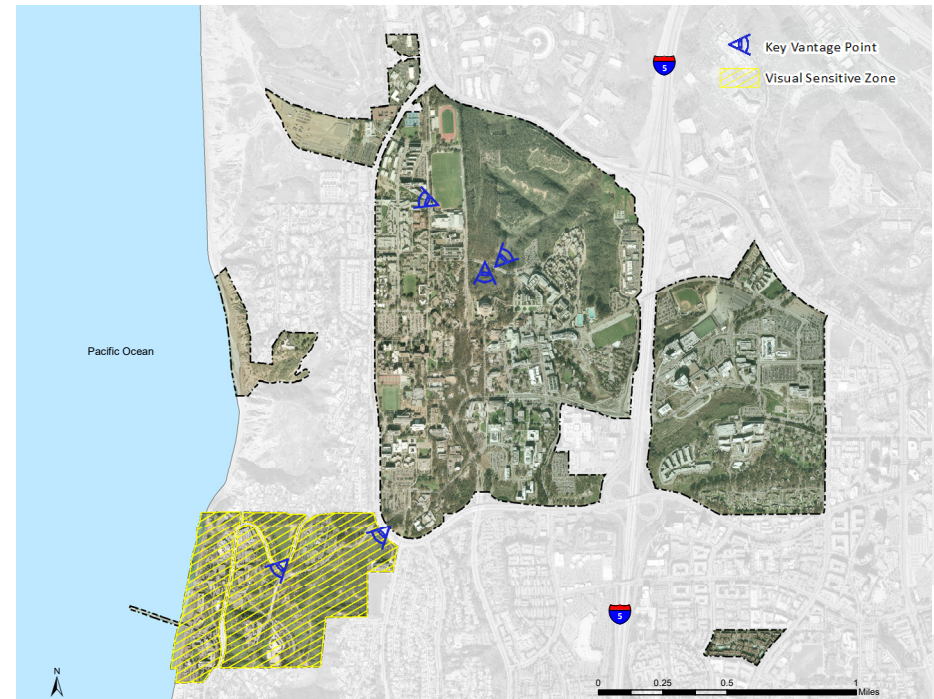 Key Vantage Point
5
Visual Sensitive Zone
Pacific Ocean
5
N
0 0.25 0.5 1
Miles